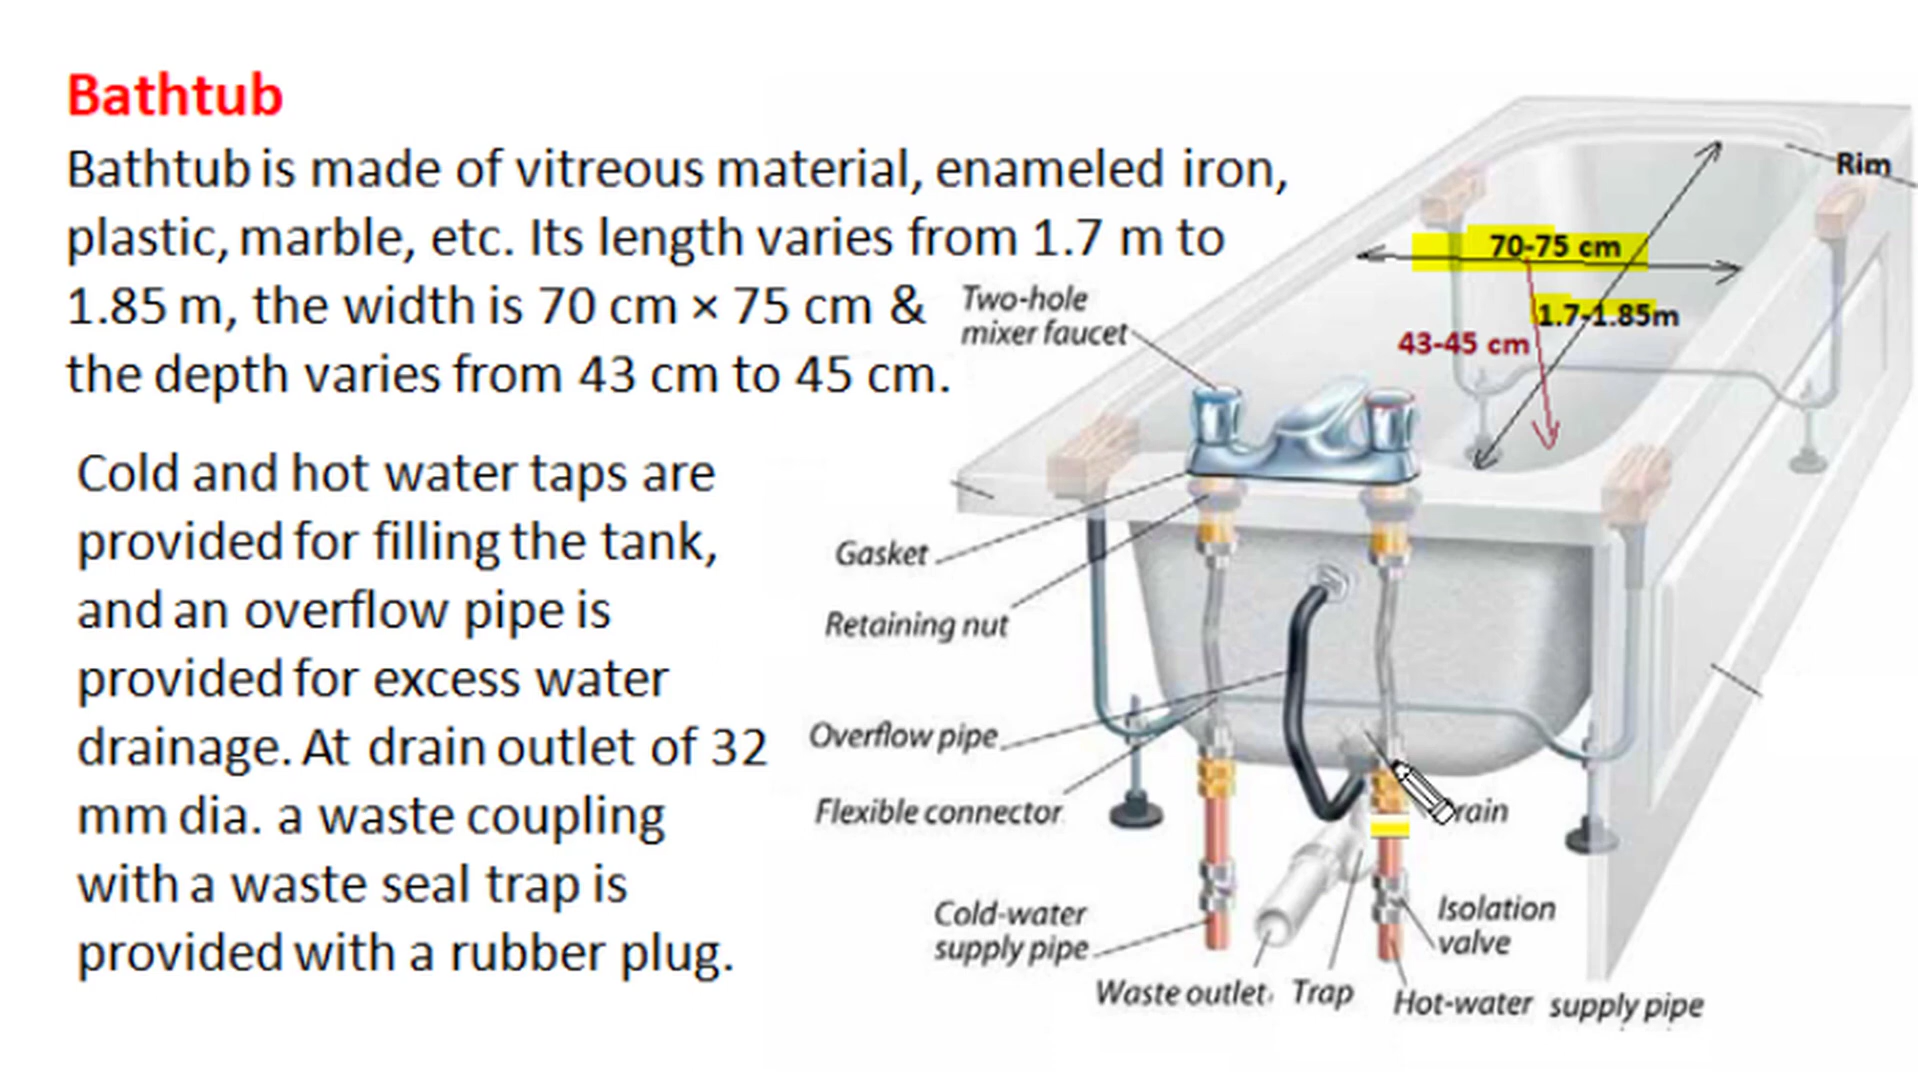 Bathtub
Bathtub is made of vitreous material, enameled iron,
plastic, marble, etc. Its length varies from 1.7 m to
1.85 m, the width is 70 cm × 75 cm &
the depth varies from 43 cm to 45 cm.
Cold and hot water taps are
provided for filling the tank,
and an overflow pipe is
provided for excess water
drainage. At drain outlet of 32
mm dia. a waste coupling
with a waste seal trap is
provided with a rubber plug.
Rim
70-75 cm
1.7-1.85m
43-45 cm
Two-hole
mixer faucet
Gasket
Retaining nut
Overflow pipe
Flexible connector
rain
Cold-water
supply pipe
Isolation
valve
Waste outlet
Trap
Hot-water supply pipe